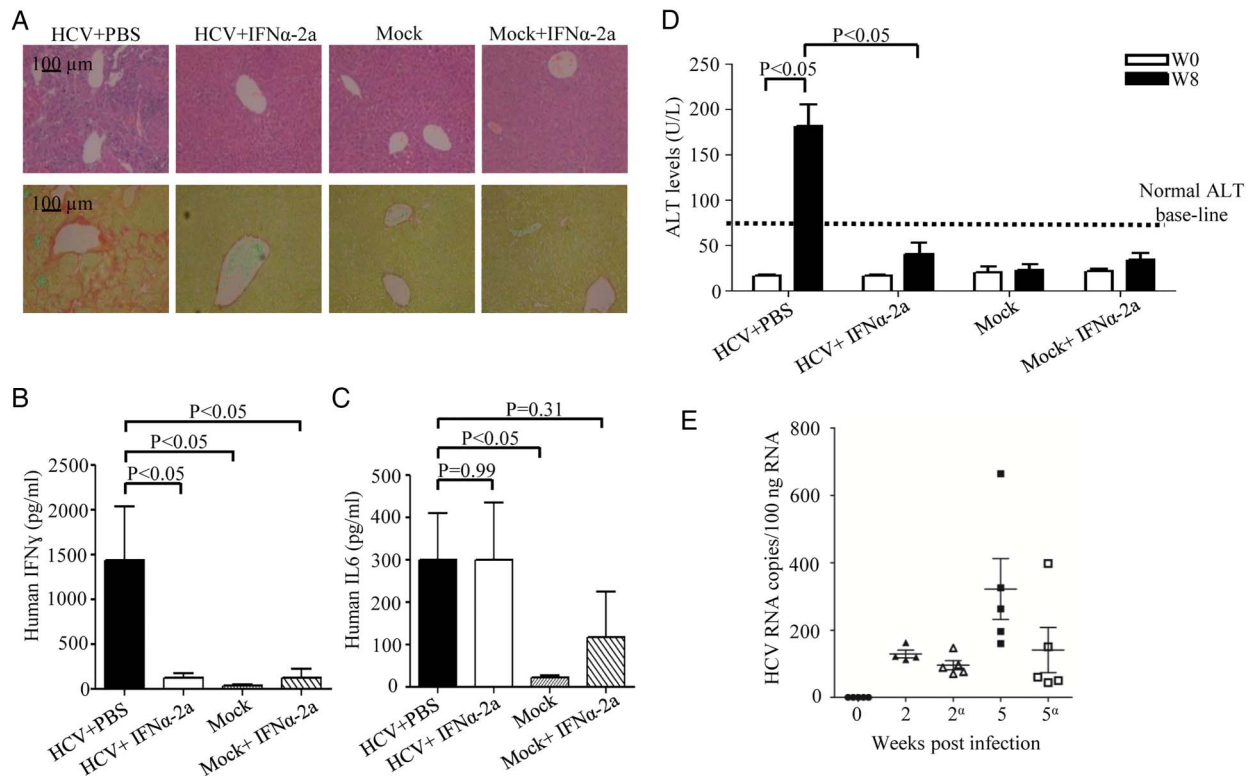 A
HCV+PBS HCV+IFNα-2a Mock Mock+IFNα-2a
100 µm
100 µm
D
P<0.05
P<0.05
W0
W8
ALT levels (U/L)
250
200
150
100
50
0
Normal ALT
base-line
HCV+PBS
HCV+ IFNα-2a
Mock
Mock+ IFNα-2a
B
P<0.05
P<0.05
P<0.05
Human IFNγ (pg/ml)
2500
1500
1500
1000
500
0
HCV+PBS
HCV+ IFNα-2a
Mock
Mock+ IFNα-2a
C
P=0.31
P<0.05
P=0.99
Human IL6 (pg/ml)
500
400
300
200
100
0
HCV+PBS
HCV+ IFNα-2a
Mock
Mock+ IFNα-2a
E
HCV RNA copies/100 ng RNA
800
600
400
200
0
0 2 2α 5 5α
Weeks post infection